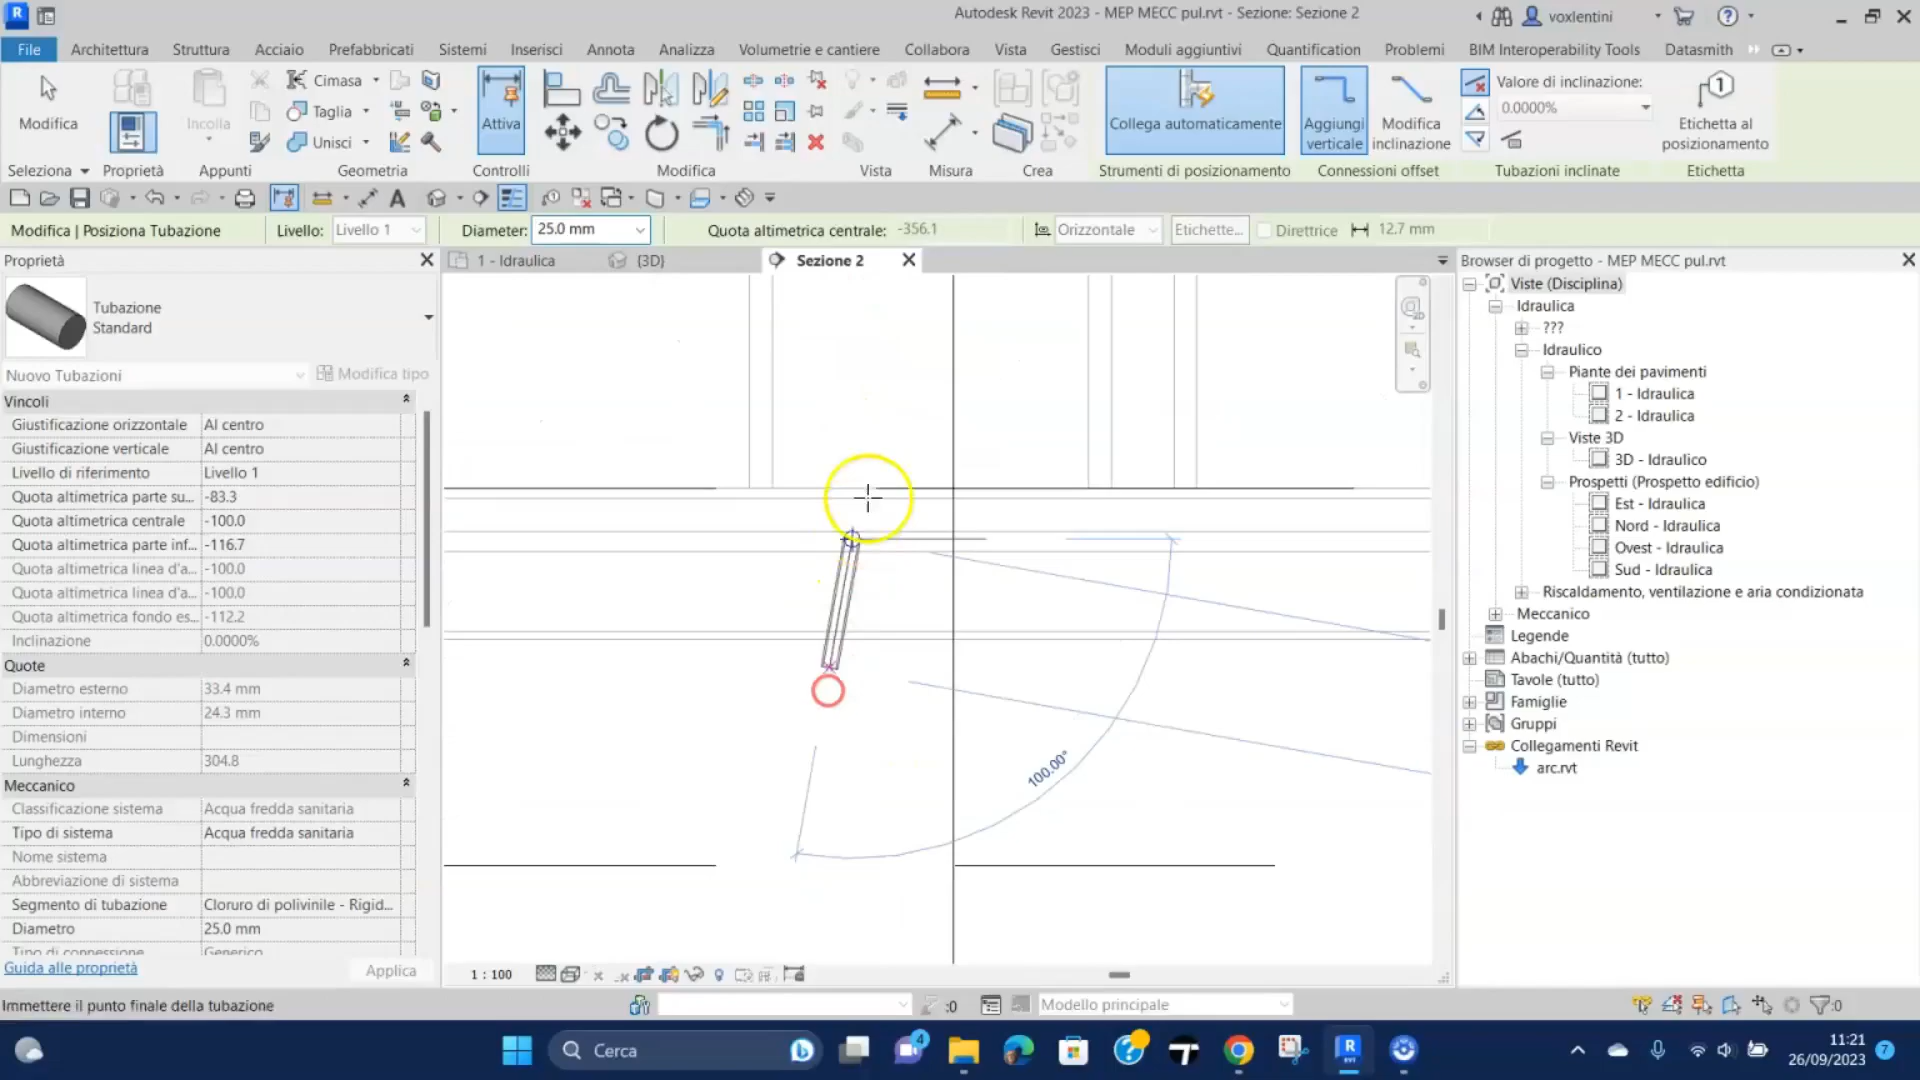 Autodesk Revit 2023 - MEP MECC pul.rvt - Sezione: Sezione 2
voxlentini
File Architettura Struttura Acciaio Prefabbricati Sistemi Inserisci Annota Analizza Volumetrie e cantiere Collabora Vista Gestisci Moduli aggiuntivi Quantification Problemi BIM Interoperability Tools Datasmith
Modifica
Incolla
Cimasa
Taglia
Unisci
Attiva
Collega automaticamente
Aggiungi verticale
Modifica inclinazione
Valore di inclinazione:
0.0000%
Etichetta al posizionamento
Seleziona Proprietà Appunti Geometria Controlli Modifica Vista Misura Crea Strumenti di posizionamento Connessioni offset Tubazioni inclinate Etichetta
Modifica | Posiziona Tubazione Livello: Livello 1 Diameter: 25.0 mm Quota altimetrica centrale: -356.1 Orizzontale Etichette... Direttrice 12.7 mm
Proprietà
1 - Idraulica {3D} Sezione 2
Browser di progetto - MEP MECC pul.rvt
Tubazione
Standard
Nuovo Tubazioni Modifica tipo
Vincoli
Giustificazione orizzontale Al centro
Giustificazione verticale Al centro
Livello di riferimento Livello 1
Quota altimetrica parte su... -83.3
Quota altimetrica centrale -100.0
Quota altimetrica parte inf... -116.7
Quota altimetrica linea d'a... -100.0
Quota altimetrica linea d'a... -100.0
Quota altimetrica fondo es... -112.2
Inclinazione 0.0000%
Quote
Diametro esterno 33.4 mm
Diametro interno 24.3 mm
Dimensioni
Lunghezza 304.8
Meccanico
Classificazione sistema Acqua fredda sanitaria
Tipo di sistema Acqua fredda sanitaria
Nome sistema
Abbreviazione di sistema
Segmento di tubazione Cloruro di polivinile - Rigid...
Diametro 25.0 mm
Tipo di connessione Generico
Guida alle proprietà Applica
100.00°
Viste (Disciplina)
Idraulica
???
Idraulico
Piante dei pavimenti
1 - Idraulica
2 - Idraulica
Viste 3D
3D - Idraulico
Prospetti (Prospetto edificio)
Est - Idraulica
Nord - Idraulica
Ovest - Idraulica
Sud - Idraulica
Riscaldamento, ventilazione e aria condizionata
Meccanico
Legende
Abachi/Quantità (tutto)
Tavole (tutto)
Famiglie
Gruppi
Collegamenti Revit
arc.rvt
1 : 100
Immettere il punto finale della tubazione :0 Modello principale :0
Cerca
4
11:21
26/09/2023
7